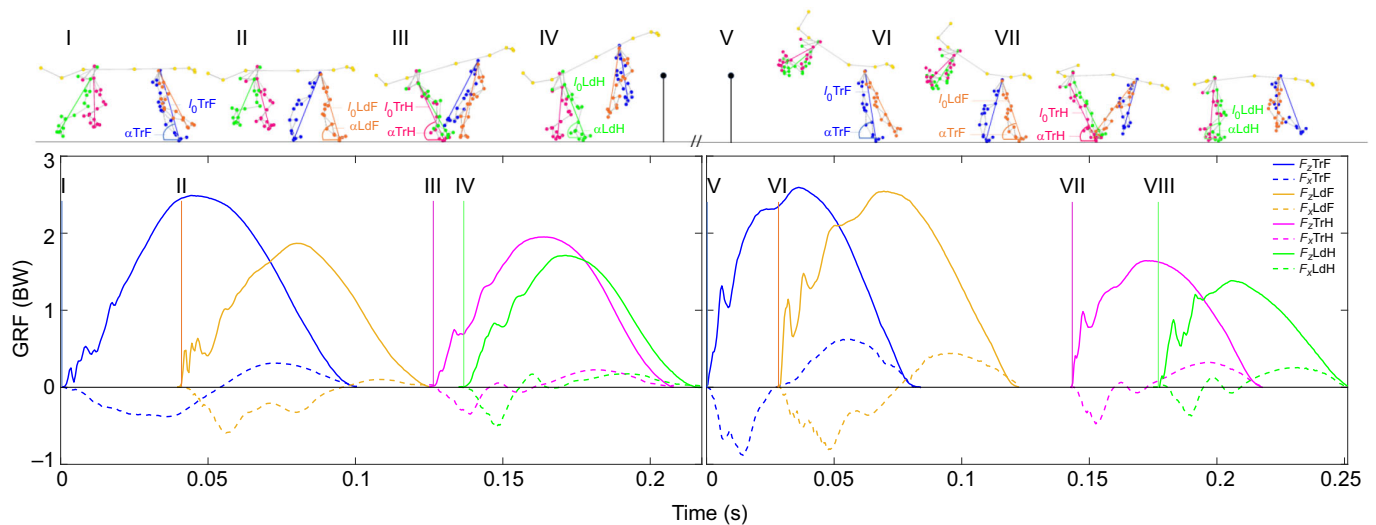 I II III IV V VI VII
l0TrF l0LdF l0TrH l0LdH l0TrF l0LdF l0TrH l0LdH
αTrF αLdF αTrH αLdH αTrF αTrF αTrH αLdH
//
I II III IV V VI VII VIII
GRF (BW)
3
2
1
0
–1
0 0.05 0.1 0.15 0.2 0 0.05 0.1 0.15 0.2 0.25
Time (s)
FzTrF
FxTrF
FzLdF
FxLdF
FzTrH
FxTrH
FzLdH
FxLdH